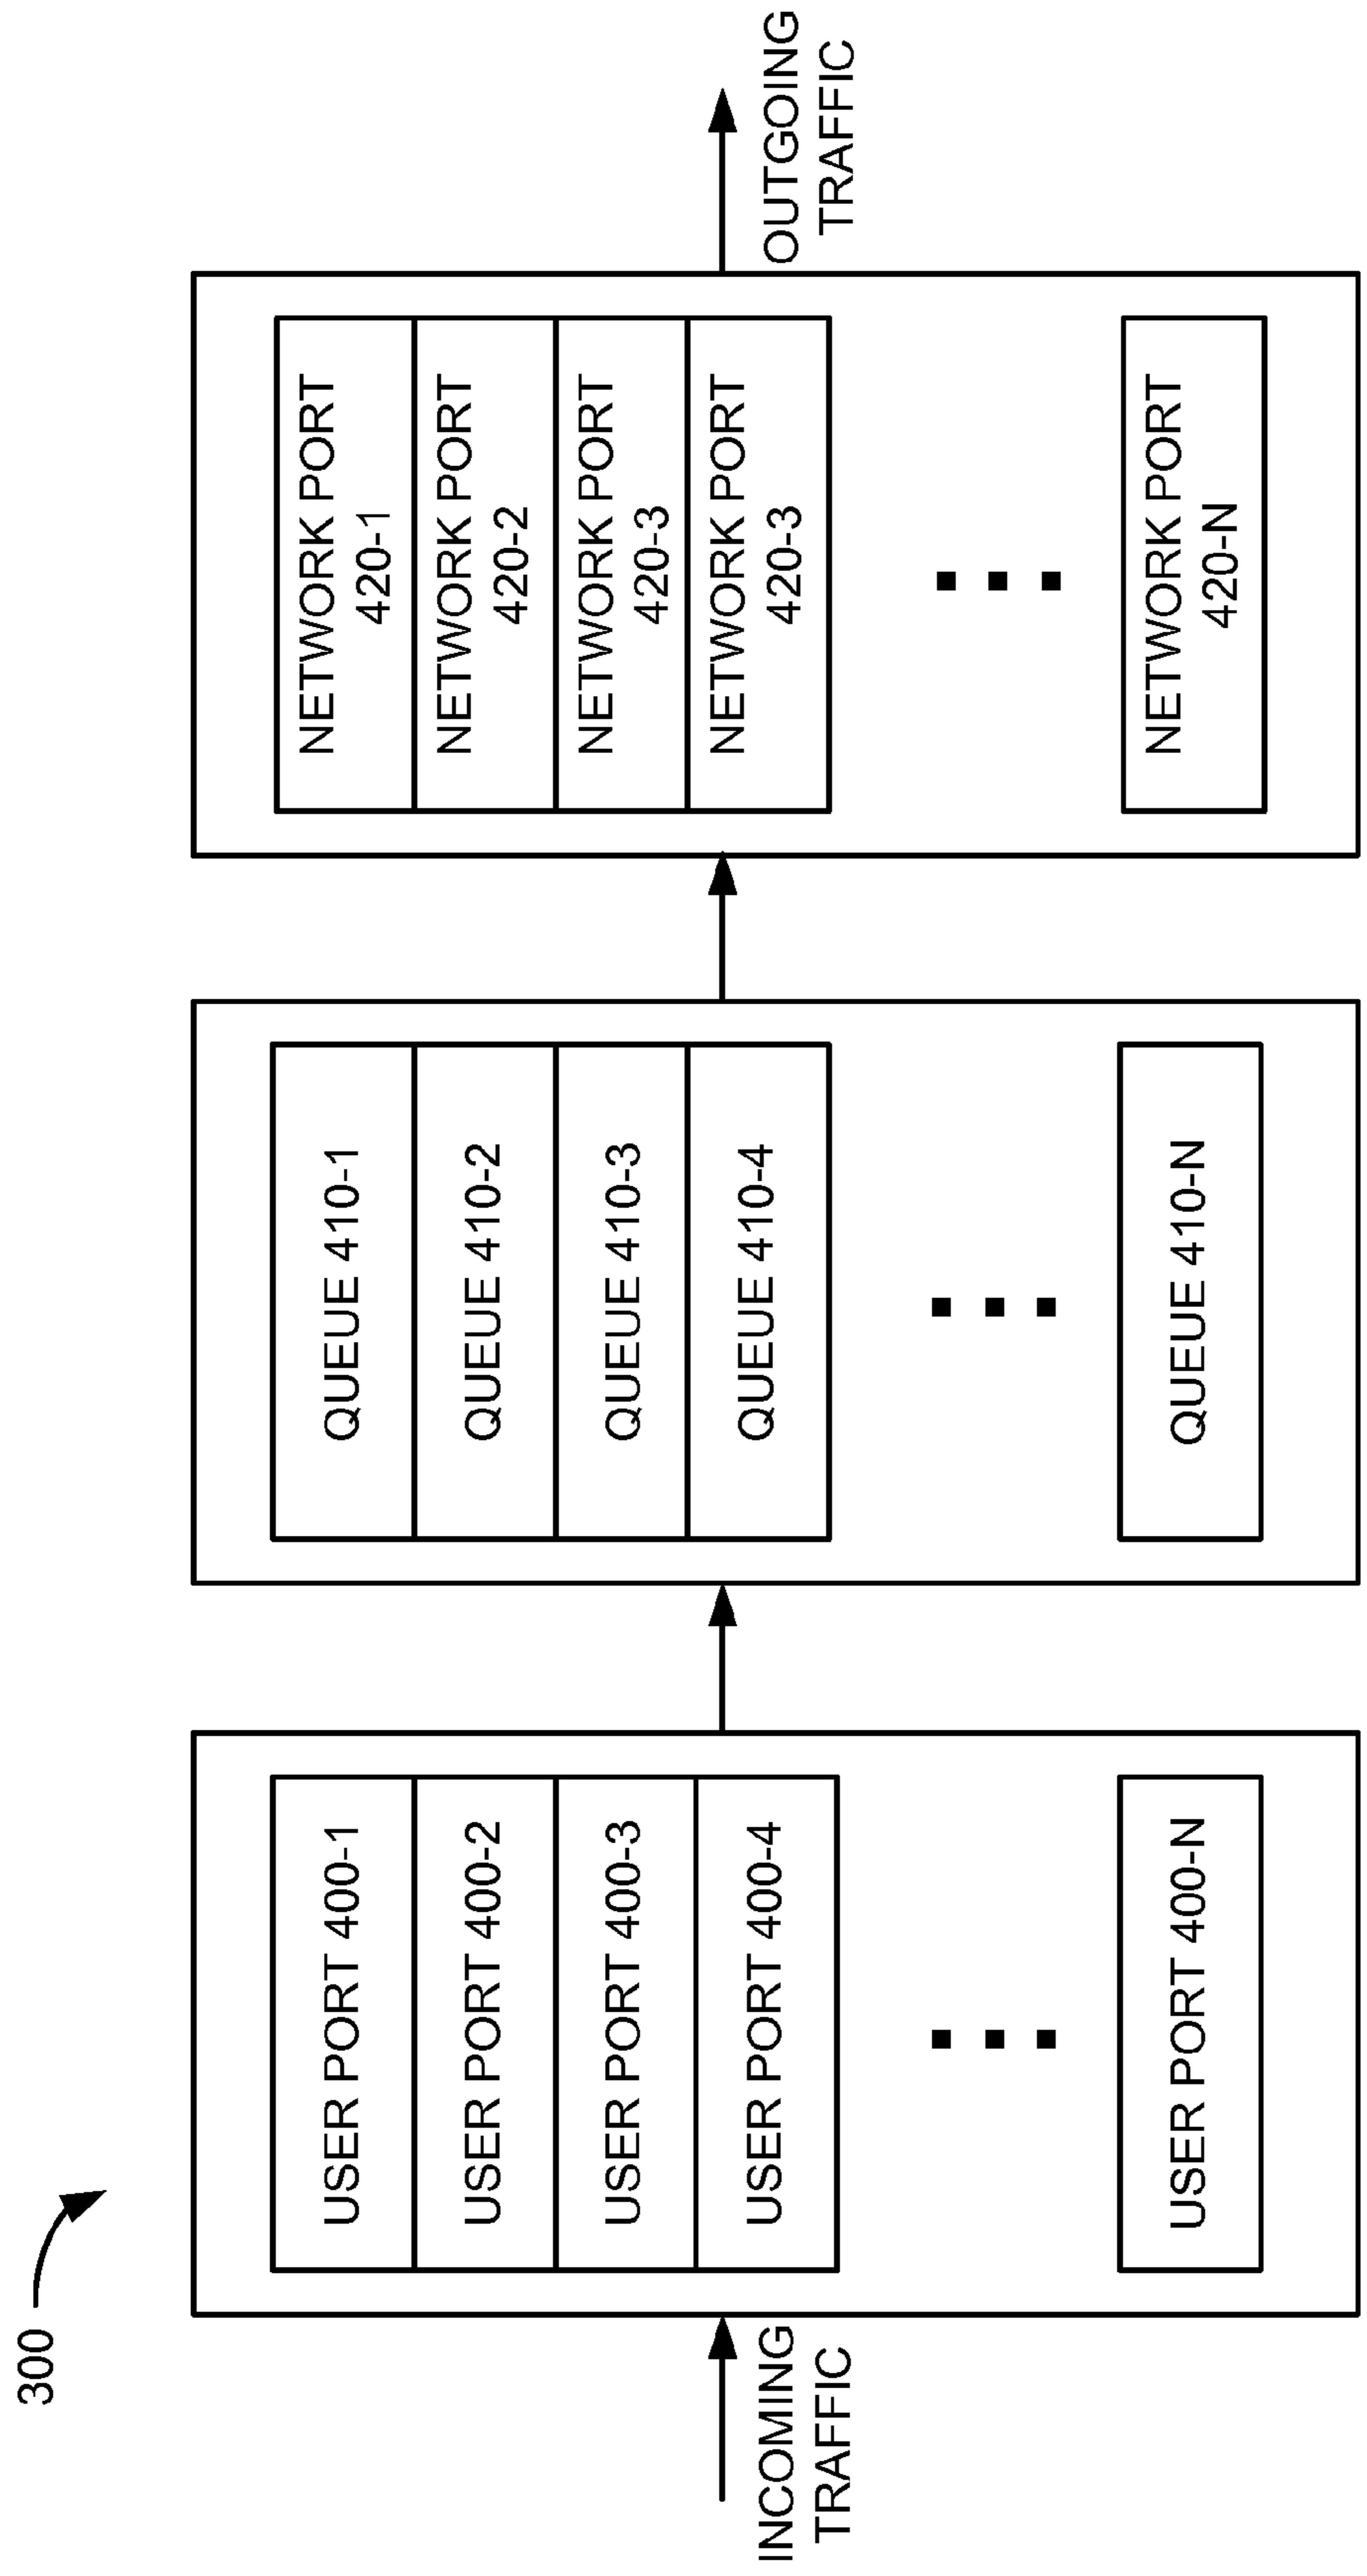 300
INCOMING
TRAFFIC
USER PORT 400-1
USER PORT 400-2
USER PORT 400-3
USER PORT 400-4
USER PORT 400-N
QUEUE 410-1
QUEUE 410-2
QUEUE 410-3
QUEUE 410-4
QUEUE 410-N
NETWORK PORT
420-1
NETWORK PORT
420-2
NETWORK PORT
420-3
NETWORK PORT
420-3
NETWORK PORT
420-N
OUTGOING
TRAFFIC